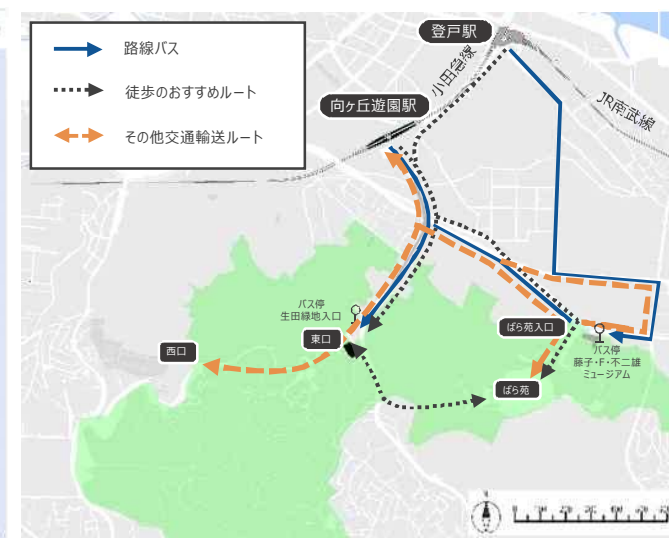 路線バス
徒歩のおすすめルート
その他交通輸送ルート
登戸駅
小田急線
向ヶ丘遊園駅
JR南武線
バス停
生田緑地入口
東口
西口
ばら苑入口
バス停
藤子・F・不二雄
ミュージアム
ばら苑